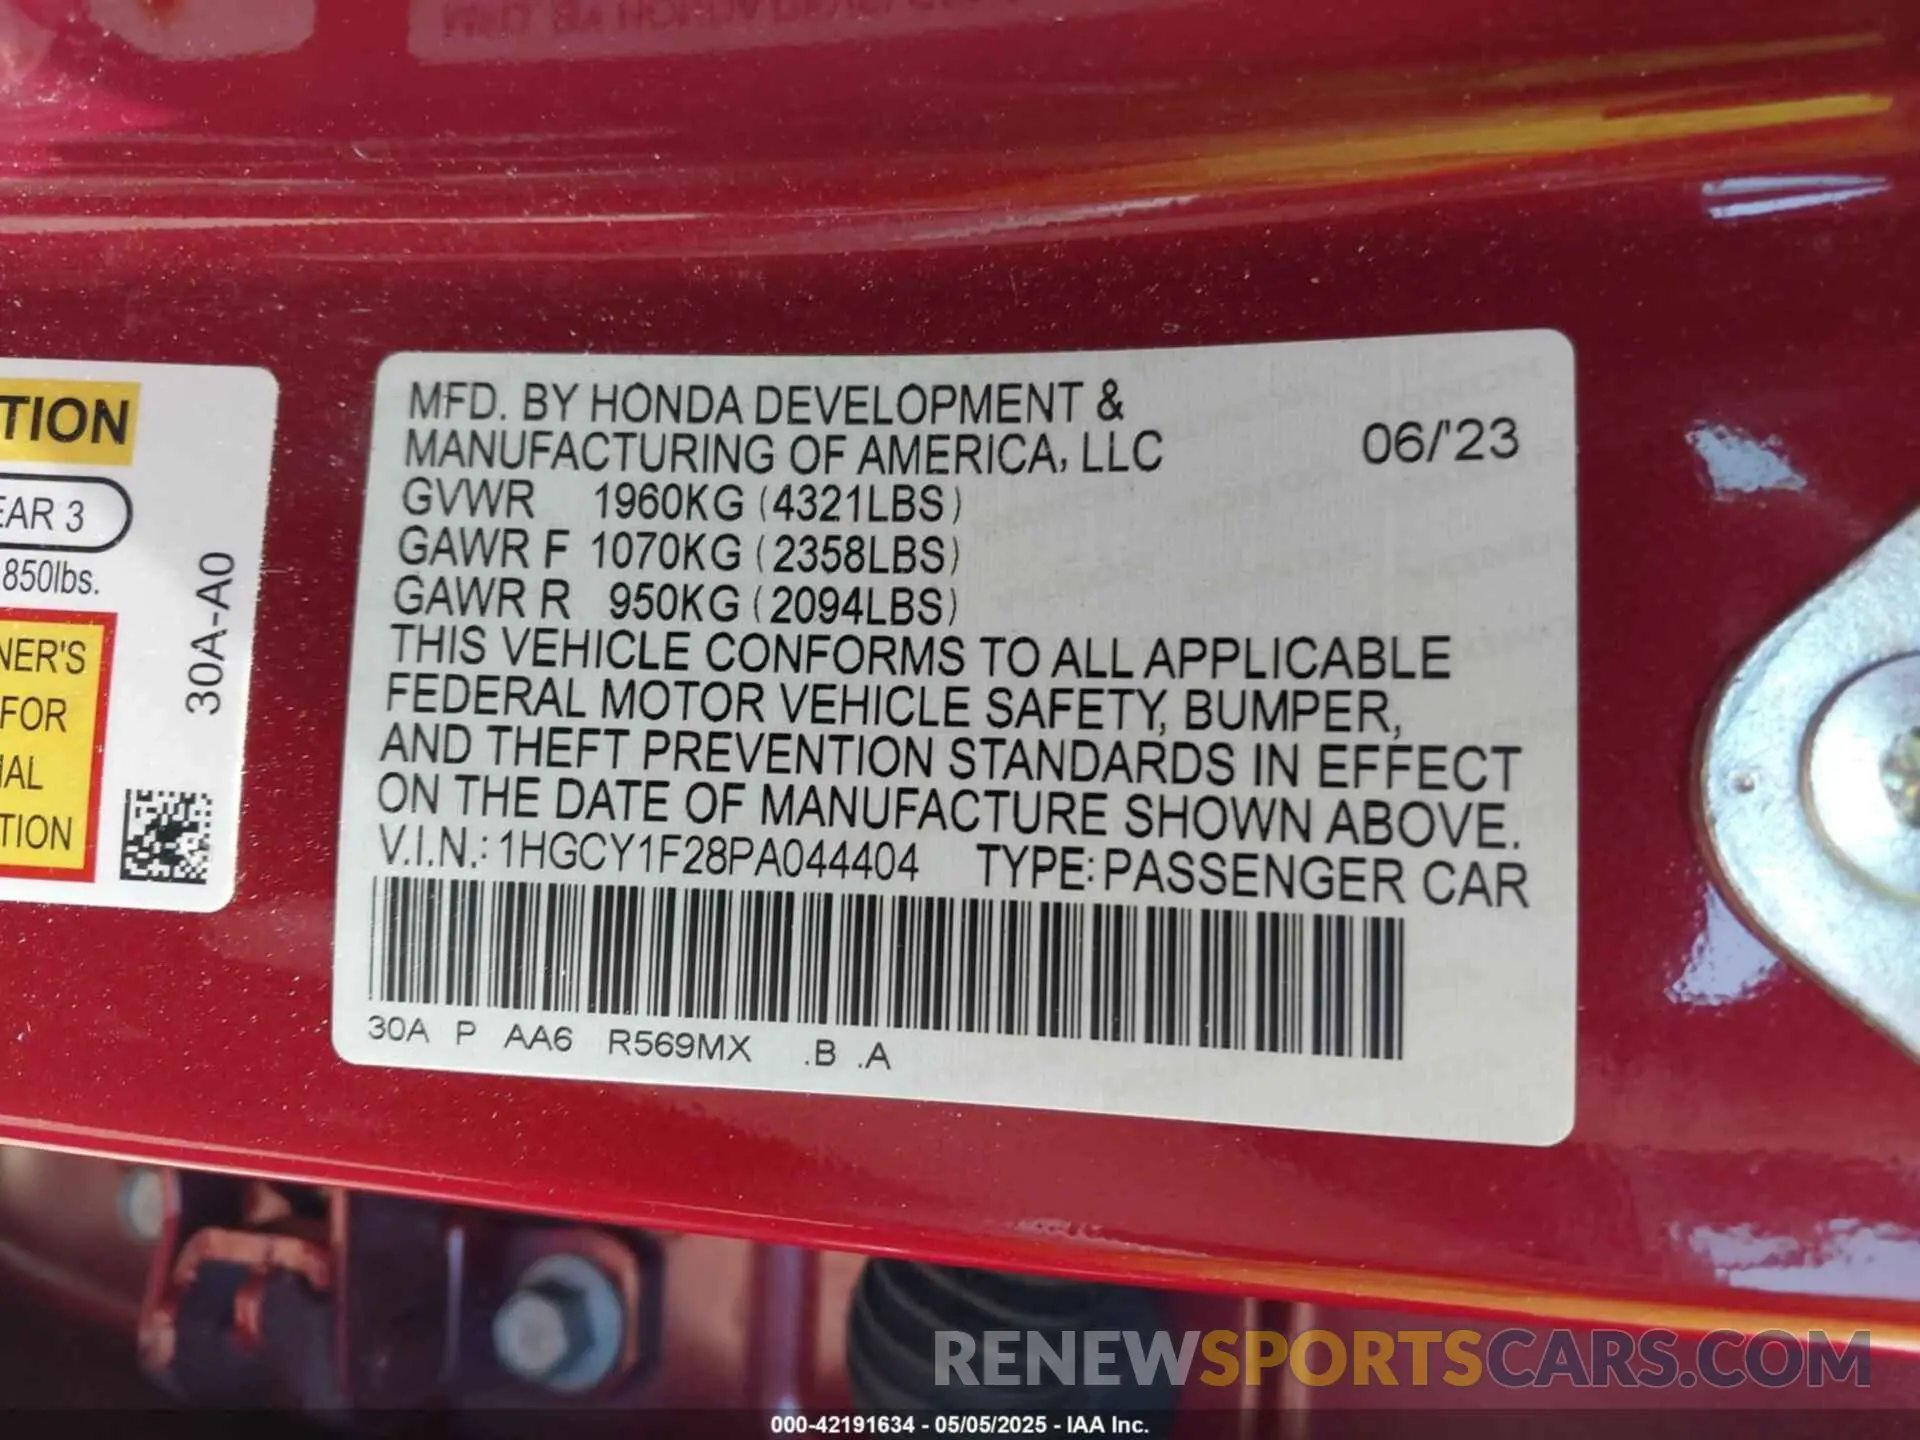 MFD. BY HONDA DEVELOPMENT &
MANUFACTURING OF AMERICA, LLC 06/'23
GVWR 1960KG (4321LBS)
GAWR F 1070KG (2358LBS)
GAWR R 950KG (2094LBS)
THIS VEHICLE CONFORMS TO ALL APPLICABLE
FEDERAL MOTOR VEHICLE SAFETY, BUMPER,
AND THEFT PREVENTION STANDARDS IN EFFECT
ON THE DATE OF MANUFACTURE SHOWN ABOVE.
V.I.N.: 1HGCY1F28PA044404 TYPE: PASSENGER CAR
30A P AA6 R569MX .B .A
TION
EAR 3
850lbs.
NER'S
FOR
IAL
TION
30A-A0
RENEWSPORTSCARS.COM
000-42191634 - 05/05/2025 - IAA Inc.